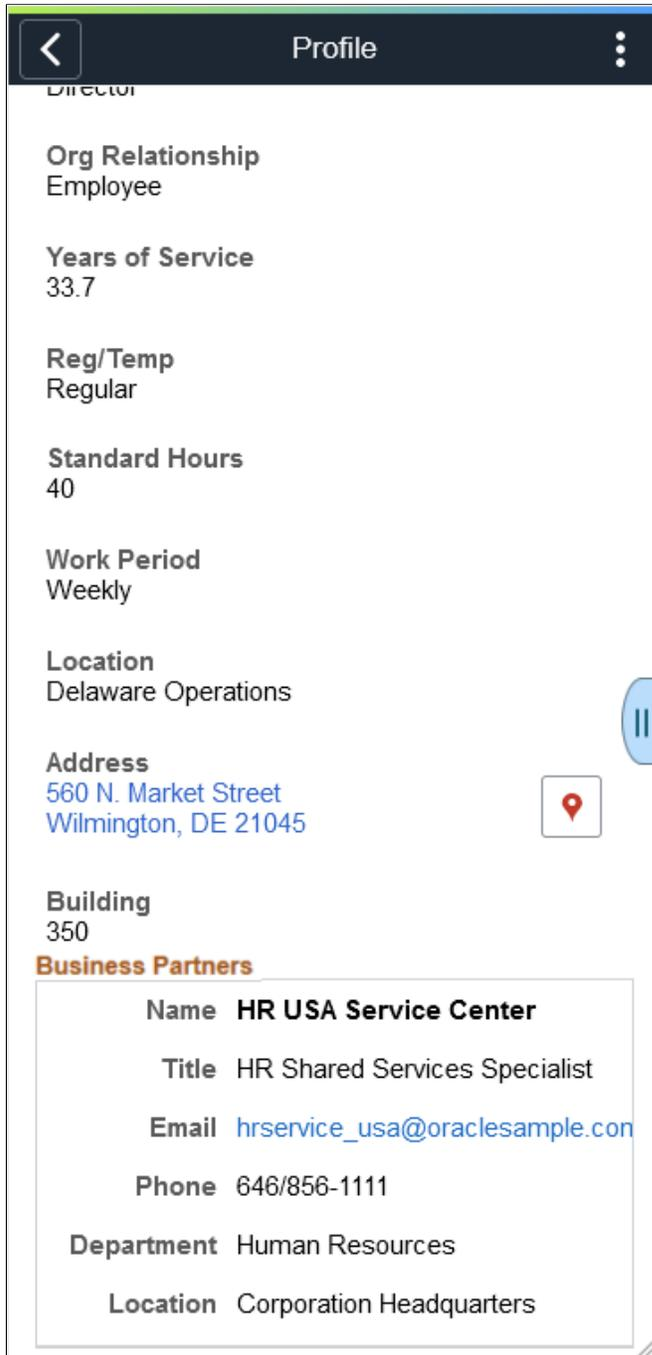 Profile
Director
Org Relationship
Employee
Years of Service
33.7
Reg/Temp
Regular
Standard Hours
40
Work Period
Weekly
Location
Delaware Operations
Address
560 N. Market Street
Wilmington, DE 21045
Building
350
Business Partners
Name HR USA Service Center
Title HR Shared Services Specialist
Email hrservice_usa@oraclesample.con
Phone 646/856-1111
Department Human Resources
Location Corporation Headquarters